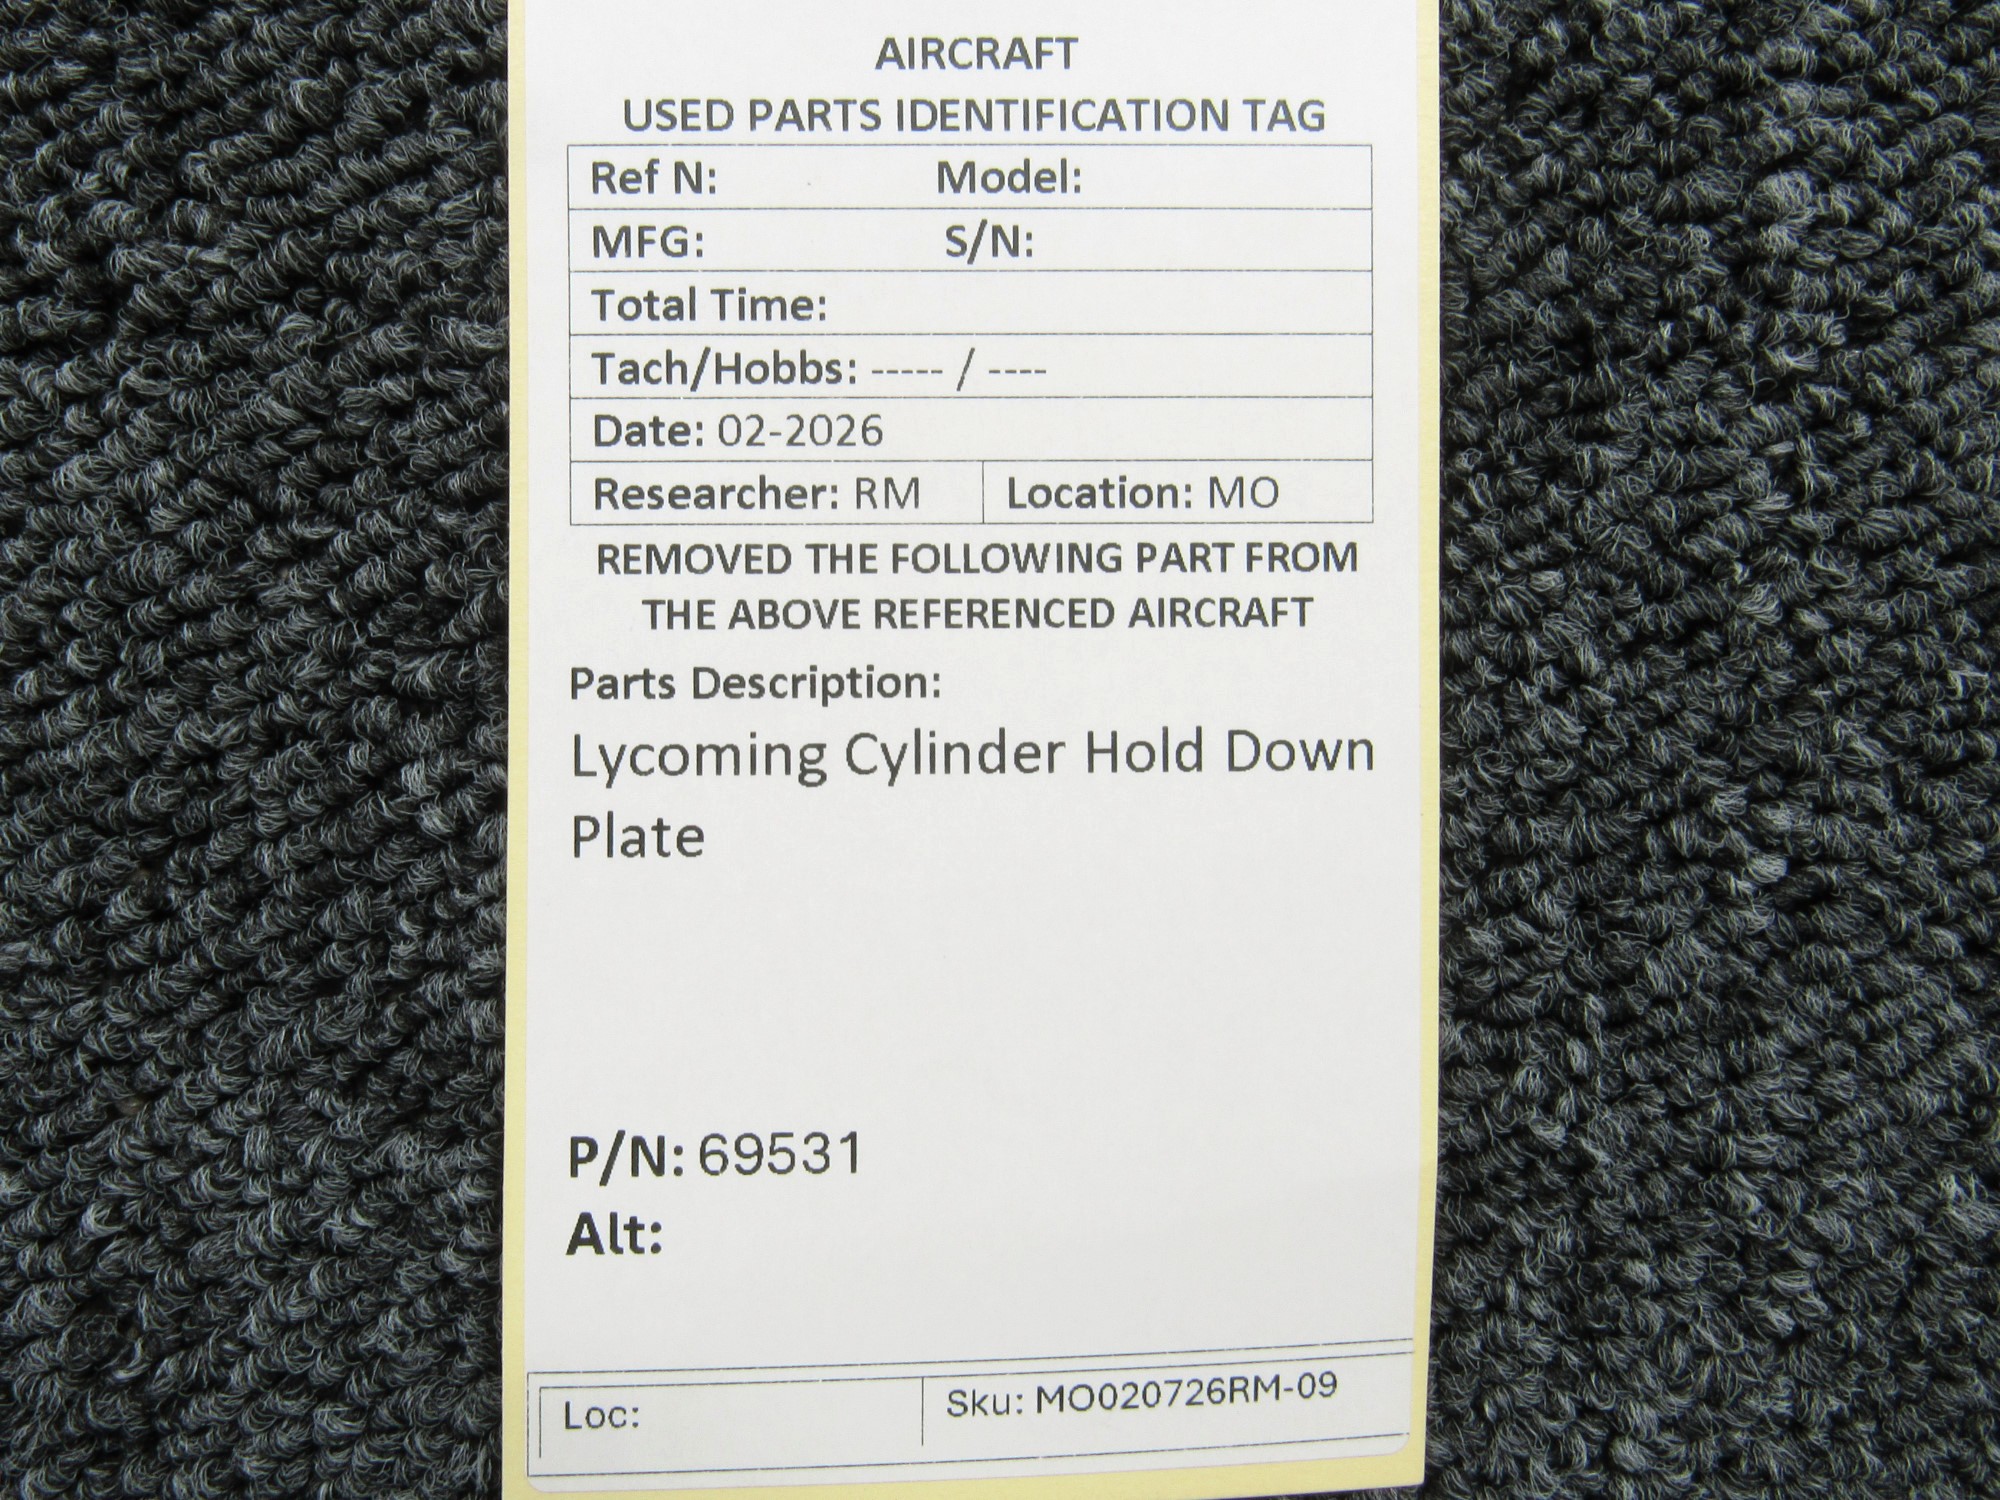 AIRCRAFT
USED PARTS IDENTIFICATION TAG
Ref N: Model:
MFG: S/N:
Total Time:
Tach/Hobbs: ----- / ----
Date: 02-2026
Researcher: RM Location: MO
REMOVED THE FOLLOWING PART FROM
THE ABOVE REFERENCED AIRCRAFT
Parts Description:
Lycoming Cylinder Hold Down
Plate
P/N: 69531
Alt:
Loc: Sku: MO020726RM-09